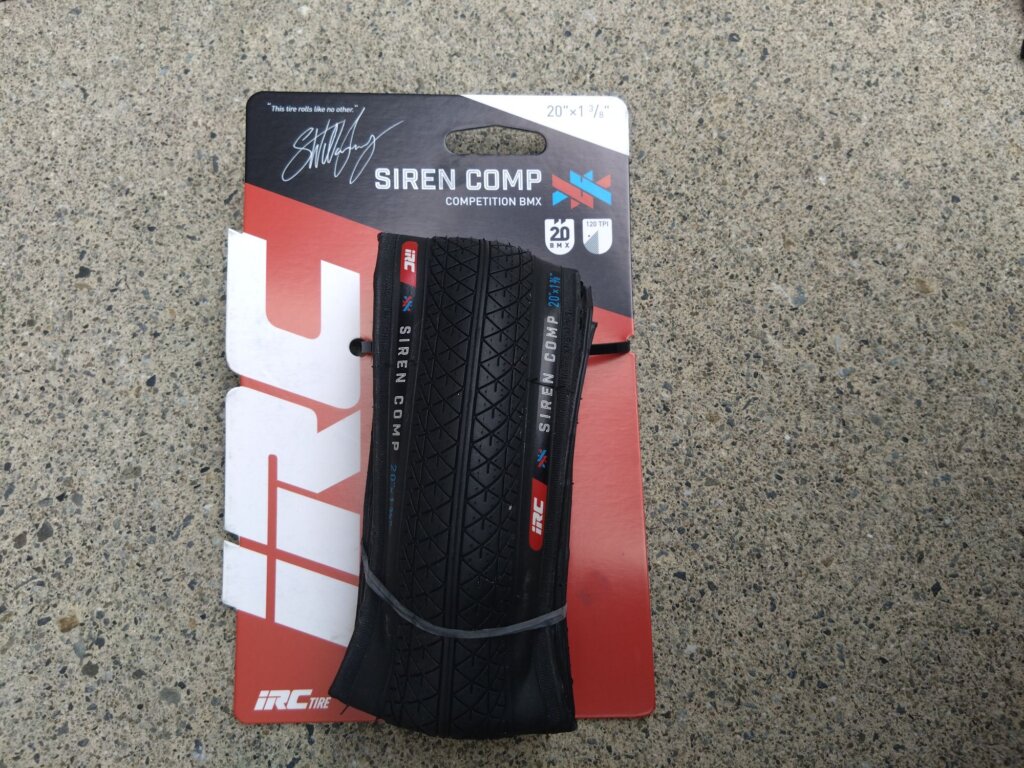 "This tire rolls like no other."
20"×1 3/8"
SIREN COMP
COMPETITION BMX
20
BMX
120 TPI
iRC
iRC
SIREN COMP
20"×1 3/8"
SIREN COMP
iRC
iRC TIRE